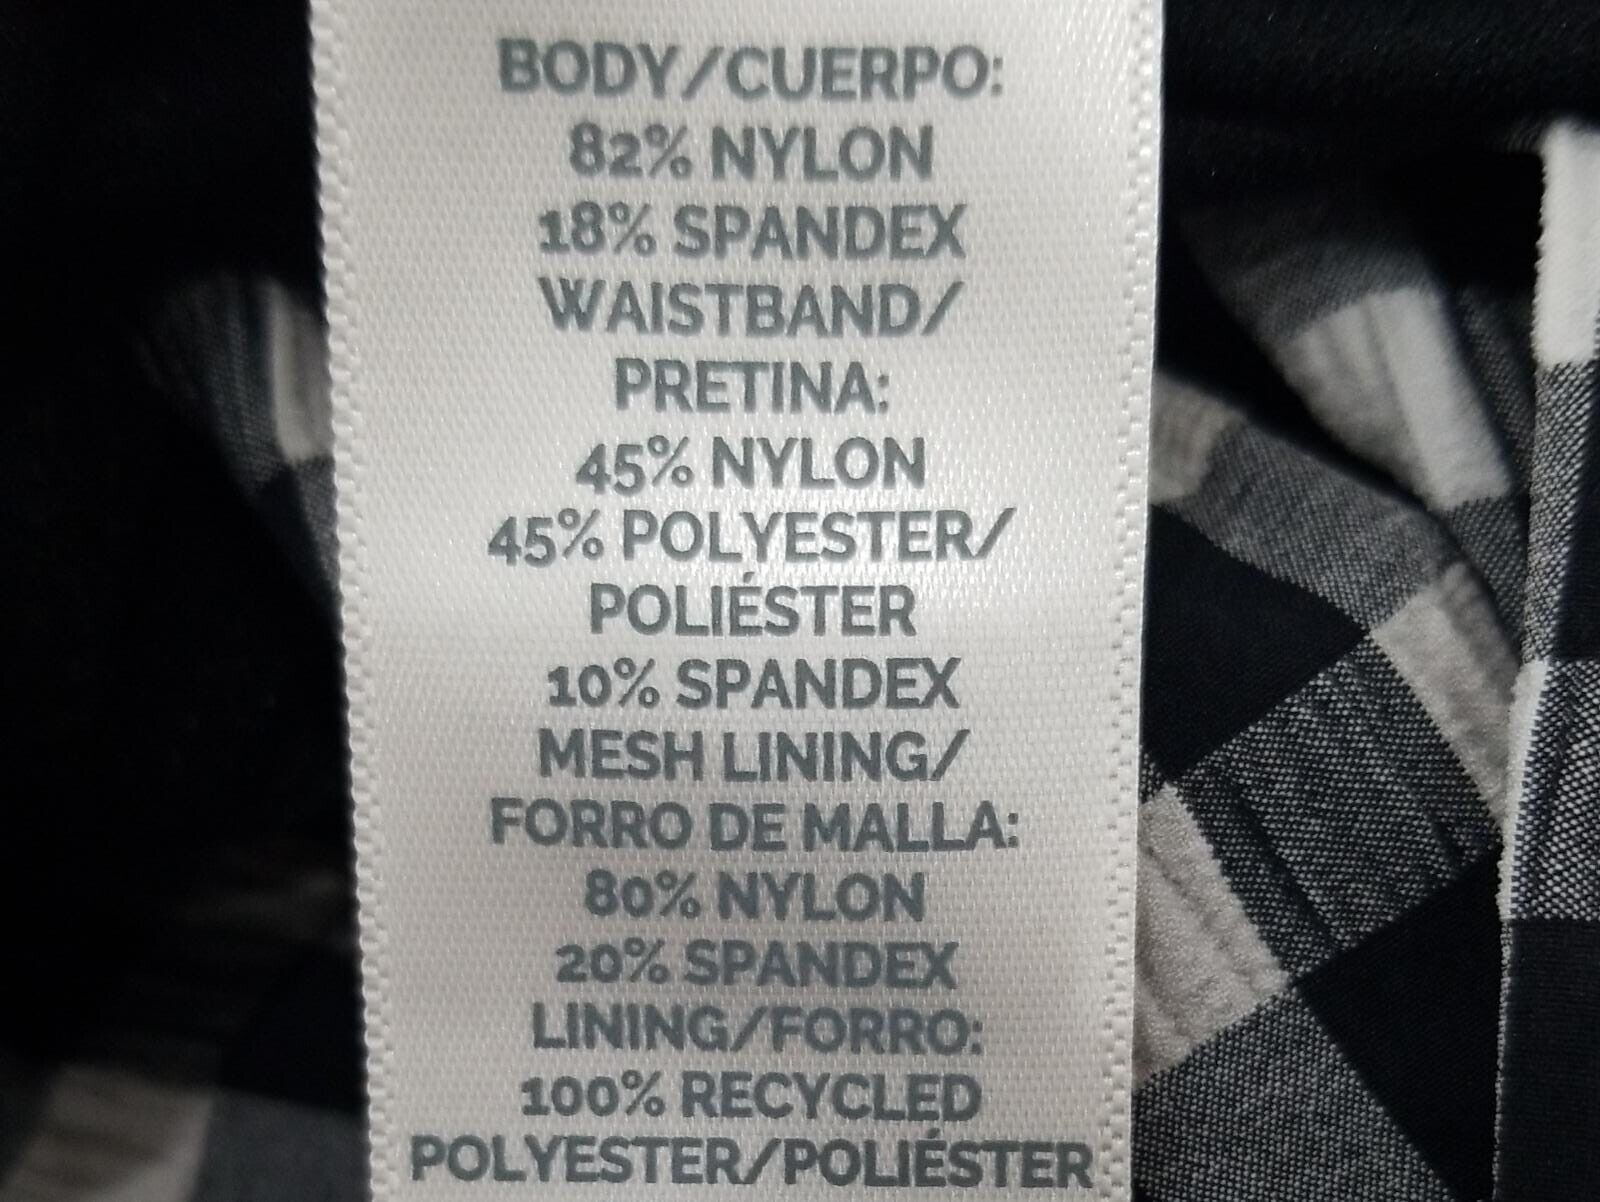 BODY/CUERPO:
82% NYLON
18% SPANDEX
WAISTBAND/
PRETINA:
45% NYLON
45% POLYESTER/
POLIÉSTER
10% SPANDEX
MESH LINING/
FORRO DE MALLA:
80% NYLON
20% SPANDEX
LINING/FORRO:
100% RECYCLED
POLYESTER/POLIÉSTER